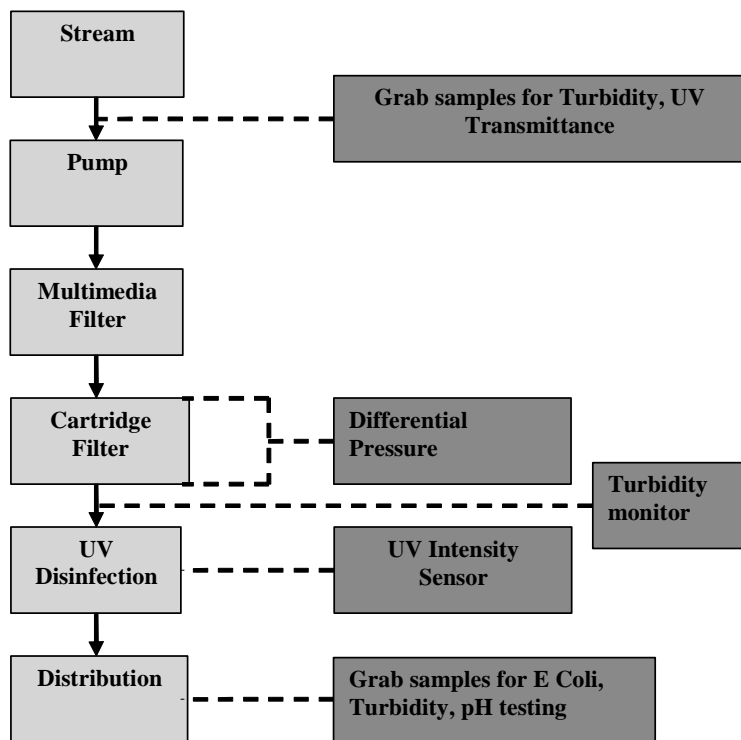 Stream
Grab samples for Turbidity, UV
Transmittance
Pump
Multimedia
Filter
Cartridge
Filter
Differential
Pressure
Turbidity
monitor
UV
Disinfection
UV Intensity
Sensor
Distribution
Grab samples for E Coli,
Turbidity, pH testing